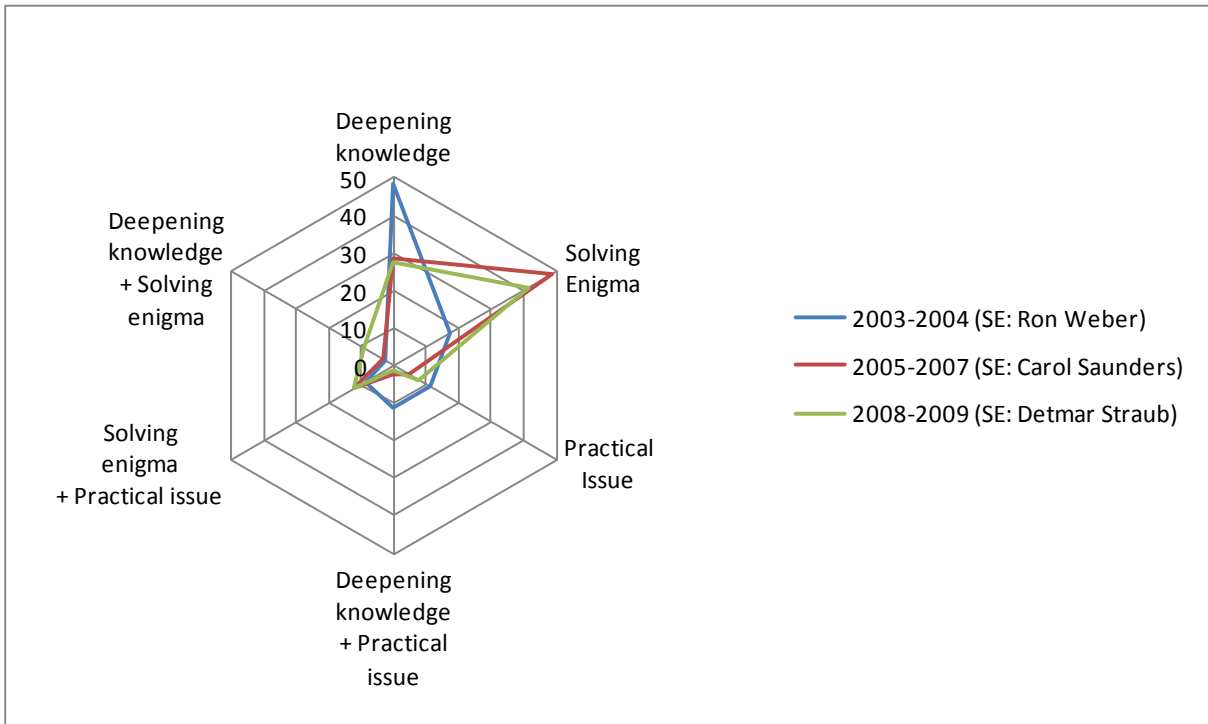 Deepening
knowledge
50
40
30
20
10
0
Solving
Enigma
Practical
Issue
Deepening
knowledge
+ Practical
issue
Solving
enigma
+ Practical issue
Deepening
knowledge
+ Solving
enigma
2003-2004 (SE: Ron Weber)
2005-2007 (SE: Carol Saunders)
2008-2009 (SE: Detmar Straub)